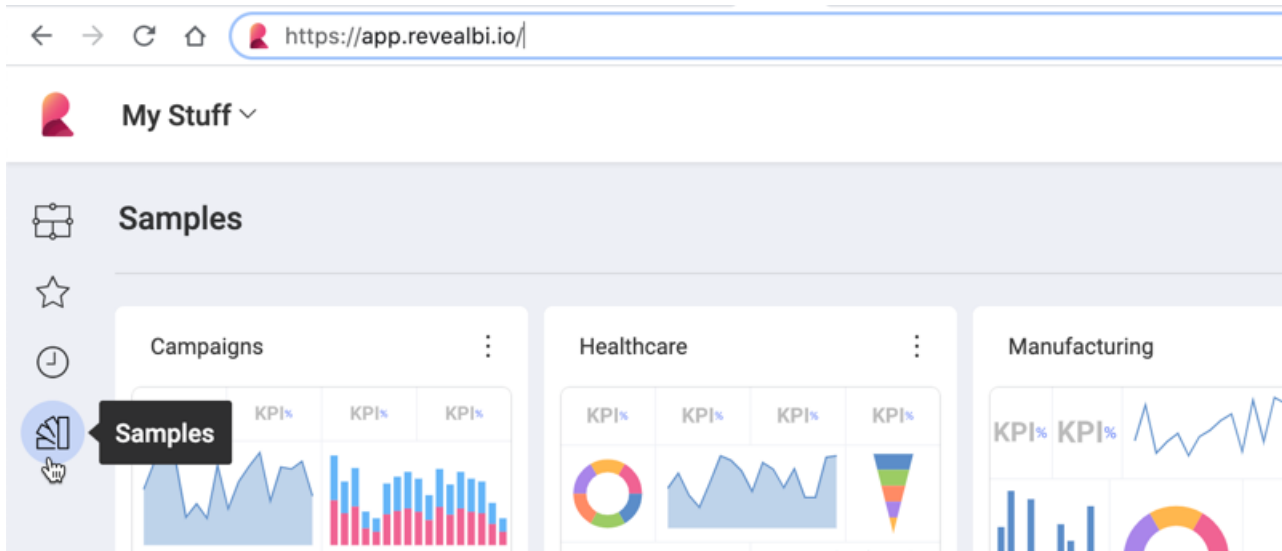 https://app.revealbi.io/
My Stuff
Samples
Campaigns
Healthcare
Manufacturing
KPI% KPI% KPI%
KPI% KPI% KPI% KPI%
KPI% KPI%
Samples